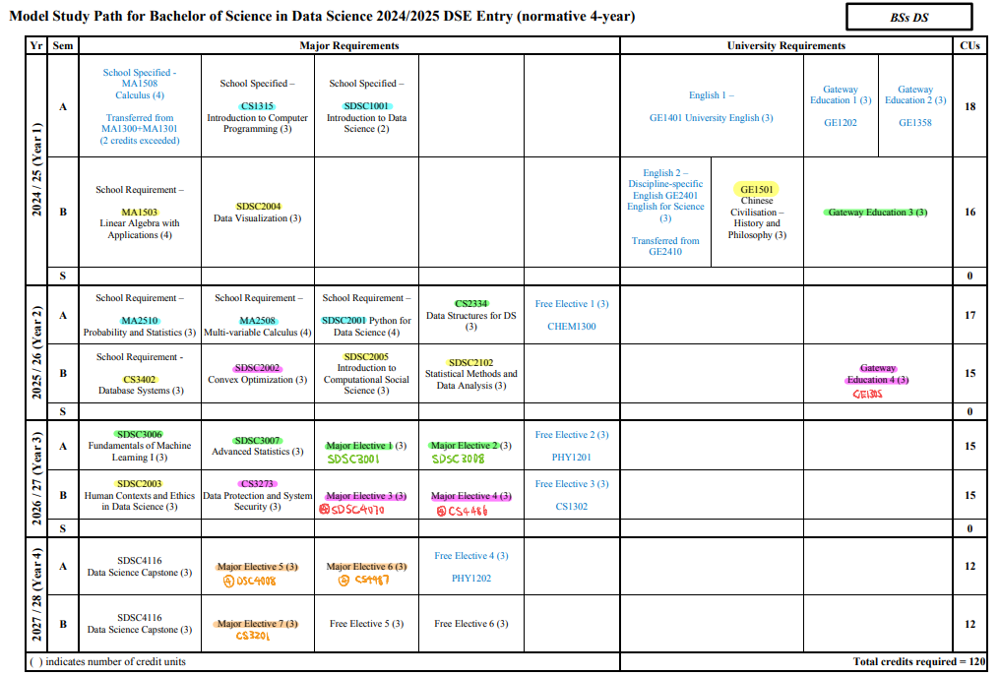 Model Study Path for Bachelor of Science in Data Science 2024/2025 DSE Entry (normative 4-year)
BSs DS
Yr
Sem
Major Requirements
University Requirements
CUs
2024 / 25 (Year 1)
A
School Specified -
MA1508
Calculus (4)
Transferred from
MA1300+MA1301
(2 credits exceeded)
School Specified –
CS1315
Introduction to Computer
Programming (3)
School Specified –
SDSC1001
Introduction to Data
Science (2)
English 1 –
GE1401 University English (3)
Gateway
Education 1 (3)
GE1202
Gateway
Education 2 (3)
GE1358
18
B
School Requirement –
MA1503
Linear Algebra with
Applications (4)
SDSC2004
Data Visualization (3)
English 2 –
Discipline-specific
English GE2401
English for Science
(3)
Transferred from
GE2410
GE1501
Chinese
Civilisation –
History and
Philosophy (3)
Gateway Education 3 (3)
16
S
0
2025 / 26 (Year 2)
A
School Requirement –
MA2510
Probability and Statistics (3)
School Requirement –
MA2508
Multi-variable Calculus (4)
School Requirement –
SDSC2001 Python for
Data Science (4)
CS2334
Data Structures for DS
(3)
Free Elective 1 (3)
CHEM1300
17
B
School Requirement -
CS3402
Database Systems (3)
SDSC2002
Convex Optimization (3)
SDSC2005
Introduction to
Computational Social
Science (3)
SDSC2102
Statistical Methods and
Data Analysis (3)
Gateway
Education 4 (3)
GE1305
15
S
0
2026 / 27 (Year 3)
A
SDSC3006
Fundamentals of Machine
Learning I (3)
SDSC3007
Advanced Statistics (3)
Major Elective 1 (3)
SDSC3001
Major Elective 2 (3)
SDSC3008
Free Elective 2 (3)
PHY1201
15
B
SDSC2003
Human Contexts and Ethics
in Data Science (3)
CS3273
Data Protection and System
Security (3)
Major Elective 3 (3)
SDSC4070
Major Elective 4 (3)
CS4486
Free Elective 3 (3)
CS1302
15
S
0
2027 / 28 (Year 4)
A
SDSC4116
Data Science Capstone (3)
Major Elective 5 (3)
DSC4008
Major Elective 6 (3)
CS4487
Free Elective 4 (3)
PHY1202
12
B
SDSC4116
Data Science Capstone (3)
Major Elective 7 (3)
CS3201
Free Elective 5 (3)
Free Elective 6 (3)
12
( ) indicates number of credit units
Total credits required = 120